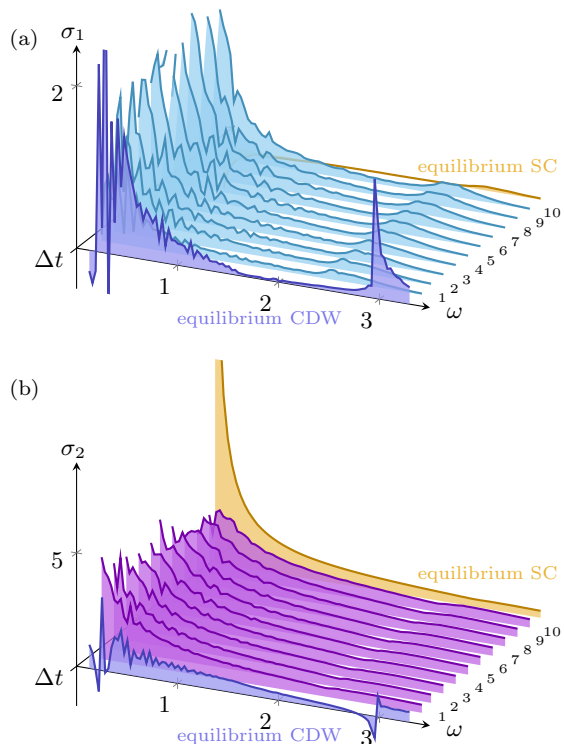 (a)
σ1
2
equilibrium SC
Δt
1 2 3 4 5 6 7 8 9 10
1
2
3
ω
equilibrium CDW
(b)
σ2
5
equilibrium SC
Δt
1 2 3 4 5 6 7 8 9 10
1
2
3
ω
equilibrium CDW